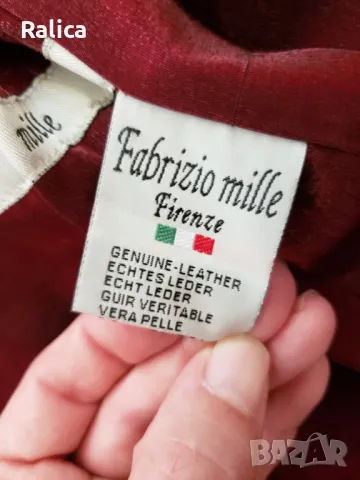 Ralica
mille
Fabrizio mille
Firenze
GENUINE-LEATHER
ECHTES LEDER
ECHT LEDER
GUIR VERITABLE
VERA PELLE
BAZAR